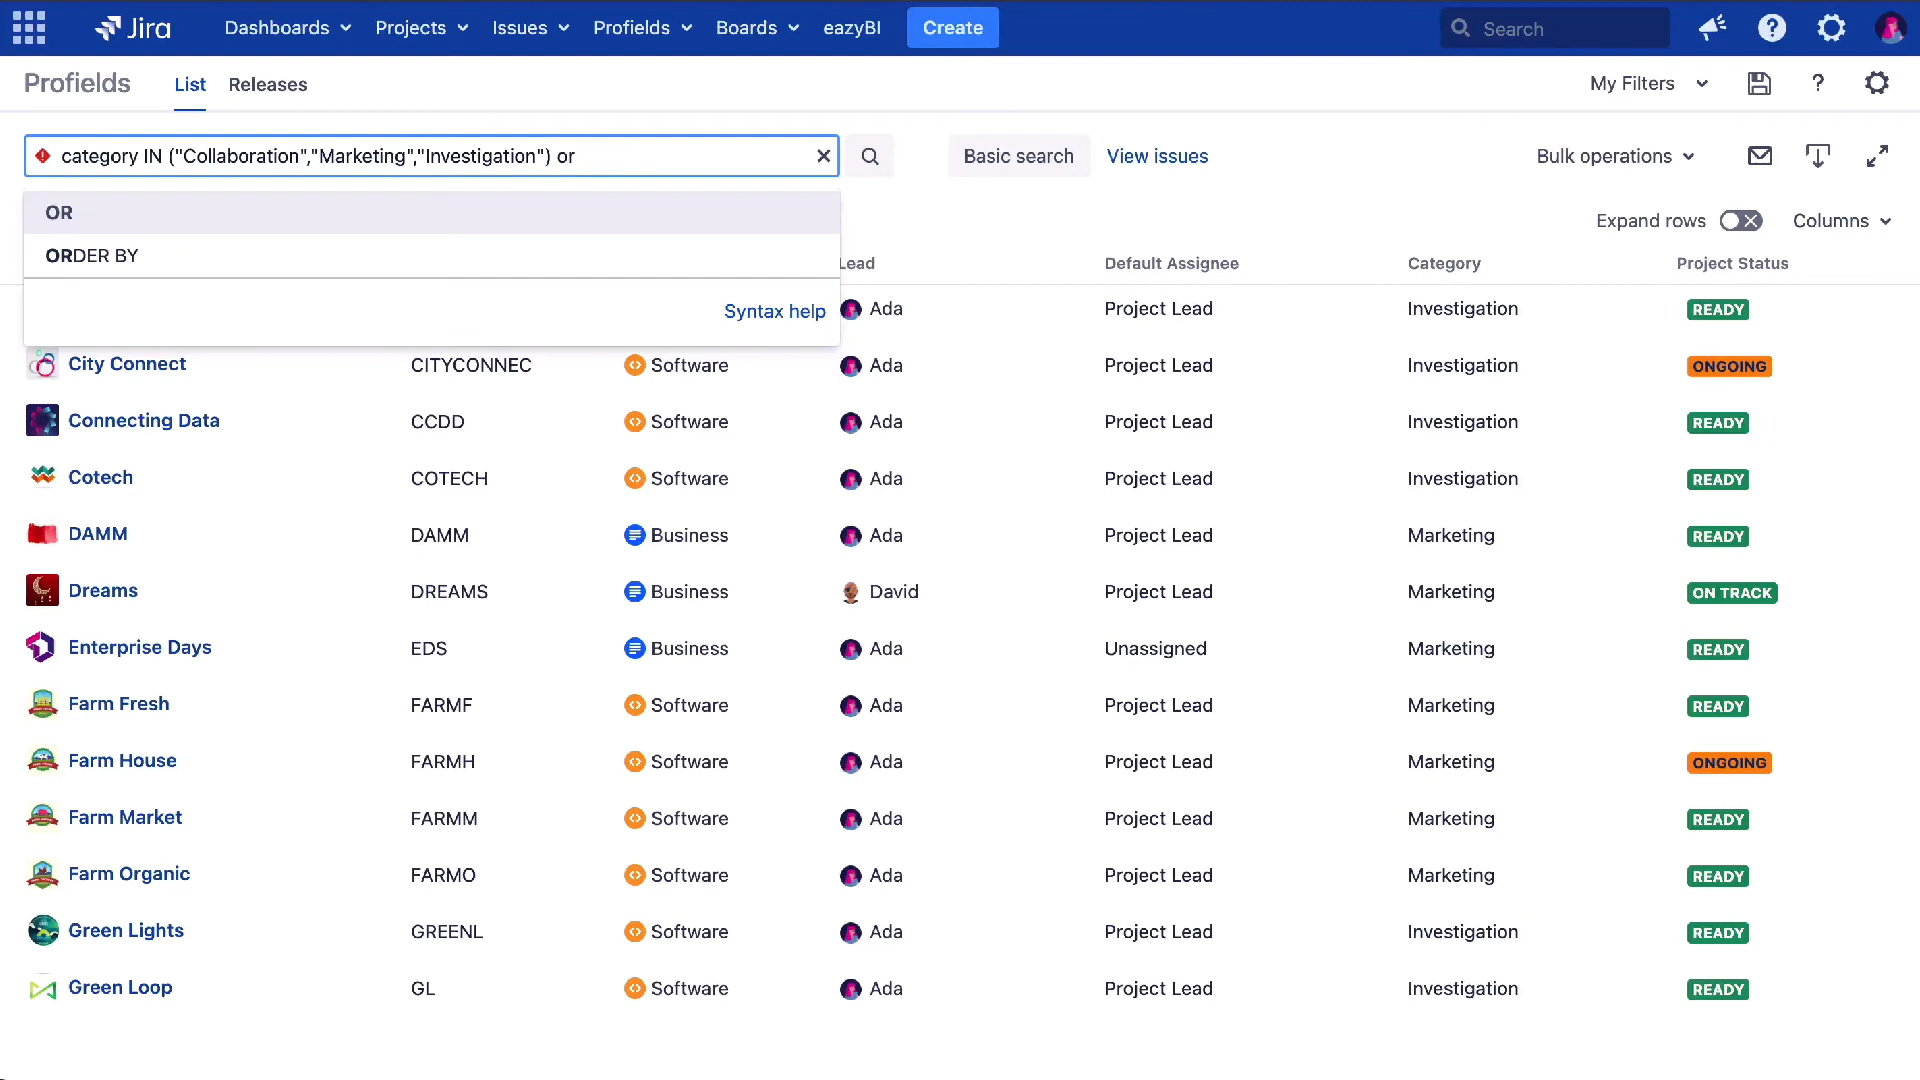 Jira Dashboards Projects Issues Profields Boards eazyBI Create Search
Profields List Releases My Filters
category IN ("Collaboration","Marketing","Investigation") or Basic search View issues Bulk operations
OR
Expand rows Columns
ORDER BY
Lead Default Assignee Category Project Status
Syntax help
Ada Project Lead Investigation READY
City Connect CITYCONNEC Software Ada Project Lead Investigation ONGOING
Connecting Data CCDD Software Ada Project Lead Investigation READY
Cotech COTECH Software Ada Project Lead Investigation READY
DAMM DAMM Business Ada Project Lead Marketing READY
Dreams DREAMS Business David Project Lead Marketing ON TRACK
Enterprise Days EDS Business Ada Unassigned Marketing READY
Farm Fresh FARMF Software Ada Project Lead Marketing READY
Farm House FARMH Software Ada Project Lead Marketing ONGOING
Farm Market FARMM Software Ada Project Lead Marketing READY
Farm Organic FARMO Software Ada Project Lead Marketing READY
Green Lights GREENL Software Ada Project Lead Investigation READY
Green Loop GL Software Ada Project Lead Investigation READY